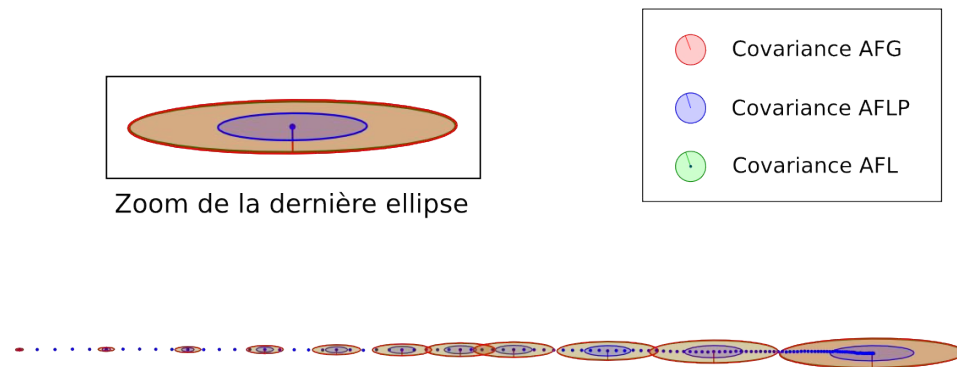 Covariance AFG
Covariance AFLP
Covariance AFL
Zoom de la dernière ellipse